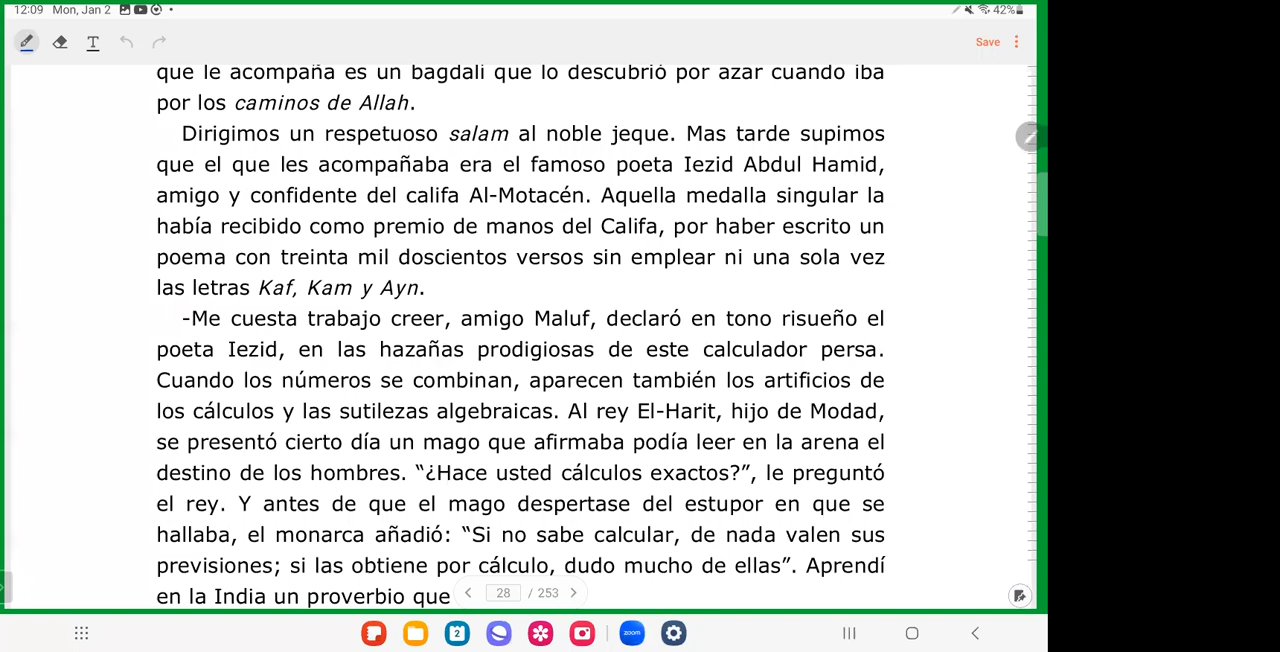 12:09 Mon, Jan 2
42%
T
Save
que le acompaña es un bagdalí que lo descubrió por azar cuando iba
por los caminos de Allah.
Dirigimos un respetuoso salam al noble jeque. Mas tarde supimos
que el que les acompañaba era el famoso poeta Iezid Abdul Hamid,
amigo y confidente del califa Al-Motacén. Aquella medalla singular la
había recibido como premio de manos del Califa, por haber escrito un
poema con treinta mil doscientos versos sin emplear ni una sola vez
las letras Kaf, Kam y Ayn.
-Me cuesta trabajo creer, amigo Maluf, declaró en tono risueño el
poeta Iezid, en las hazañas prodigiosas de este calculador persa.
Cuando los números se combinan, aparecen también los artificios de
los cálculos y las sutilezas algebraicas. Al rey El-Harit, hijo de Modad,
se presentó cierto día un mago que afirmaba podía leer en la arena el
destino de los hombres. “¿Hace usted cálculos exactos?”, le preguntó
el rey. Y antes de que el mago despertase del estupor en que se
hallaba, el monarca añadió: “Si no sabe calcular, de nada valen sus
previsiones; si las obtiene por cálculo, dudo mucho de ellas”. Aprendí
en la India un proverbio que
28 / 253
2
zoom